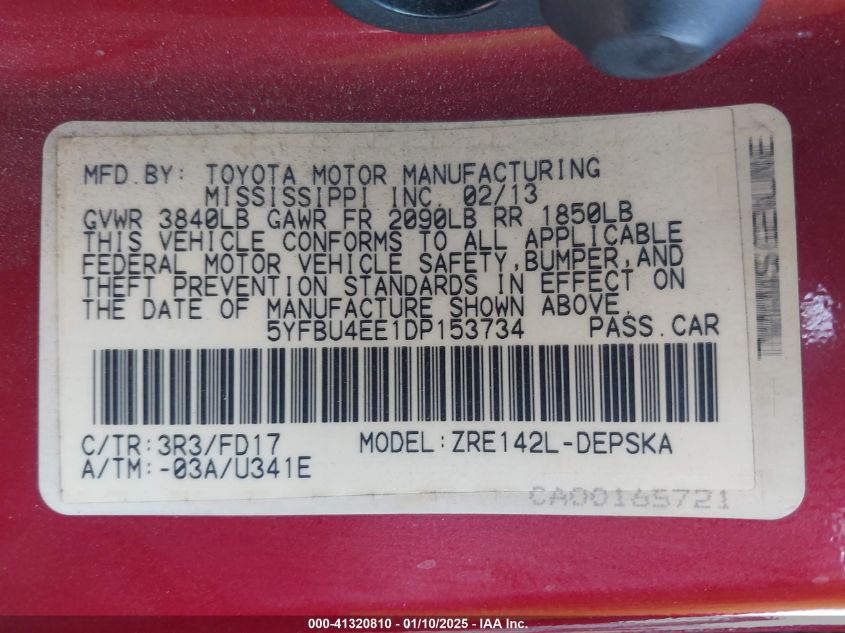 MFD.BY: TOYOTA MOTOR MANUFACTURING
MISSISSIPPI INC. 02/13
GVWR 3840LB GAWR FR 2090LB RR 1850LB
THIS VEHICLE CONFORMS TO ALL APPLICABLE
FEDERAL MOTOR VEHICLE SAFETY,BUMPER,AND
THEFT PREVENTION STANDARDS IN EFFECT ON
THE DATE OF MANUFACTURE SHOWN ABOVE.
5YFBU4EE1DP153734 PASS.CAR
C/TR:3R3/FD17 MODEL:ZRE142L-DEPSKA
A/TM:-03A/U341E
CA00165721
000-41320810 - 01/10/2025 - IAA Inc.